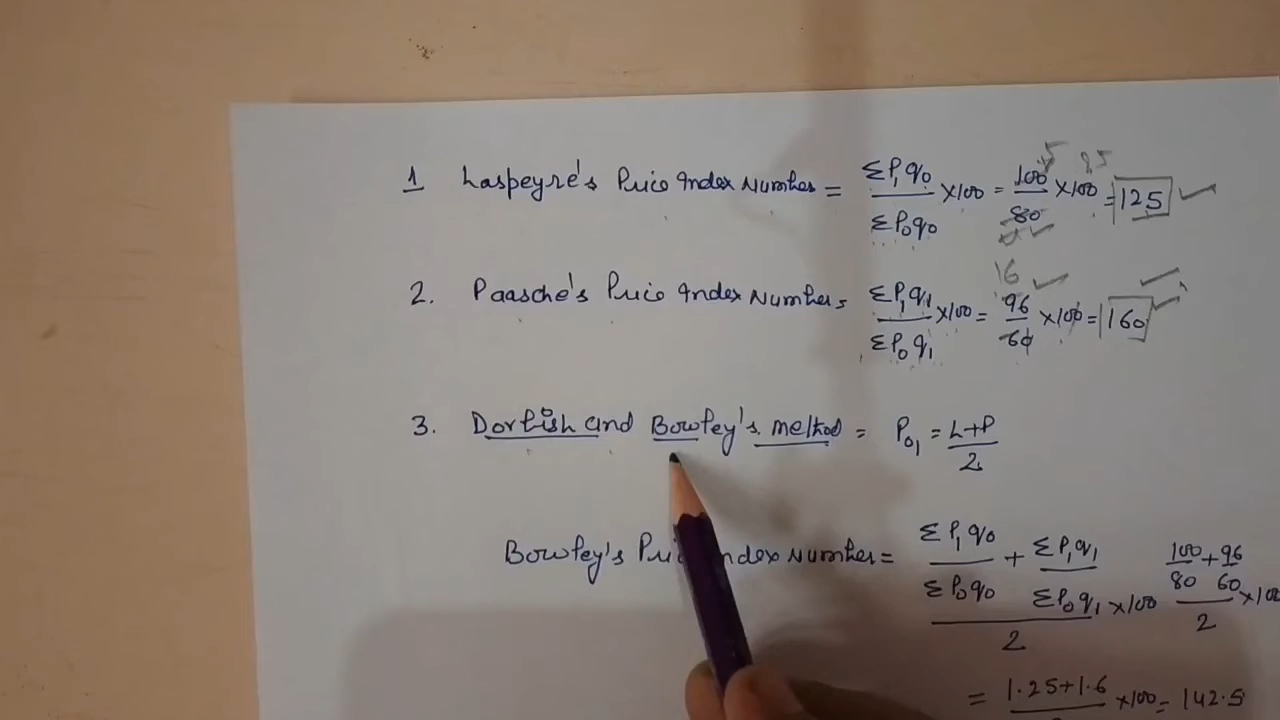 1 Laspeyre's Price Index Number = ΣP₁q₀/ΣP₀q₀ ×100 = 100/80 ×100 = 125
2. Paasche's Price Index Number = ΣP₁q₁/ΣP₀q₁ ×100 = 96/60 ×100 = 160
3. Dorbish and Bowley's method = P₀₁ = L+P/2
Bowley's Price Index Number = ΣP₁q₀/ΣP₀q₀ + ΣP₁q₁/ΣP₀q₁ ×100/2 100/80 + 96/60/2 ×100
= 1.25+1.6 ×100 = 142.5